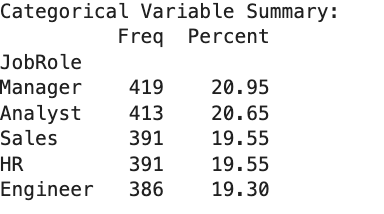 Categorical Variable Summary:
Freq Percent
JobRole
Manager 419 20.95
Analyst 413 20.65
Sales 391 19.55
HR 391 19.55
Engineer 386 19.30